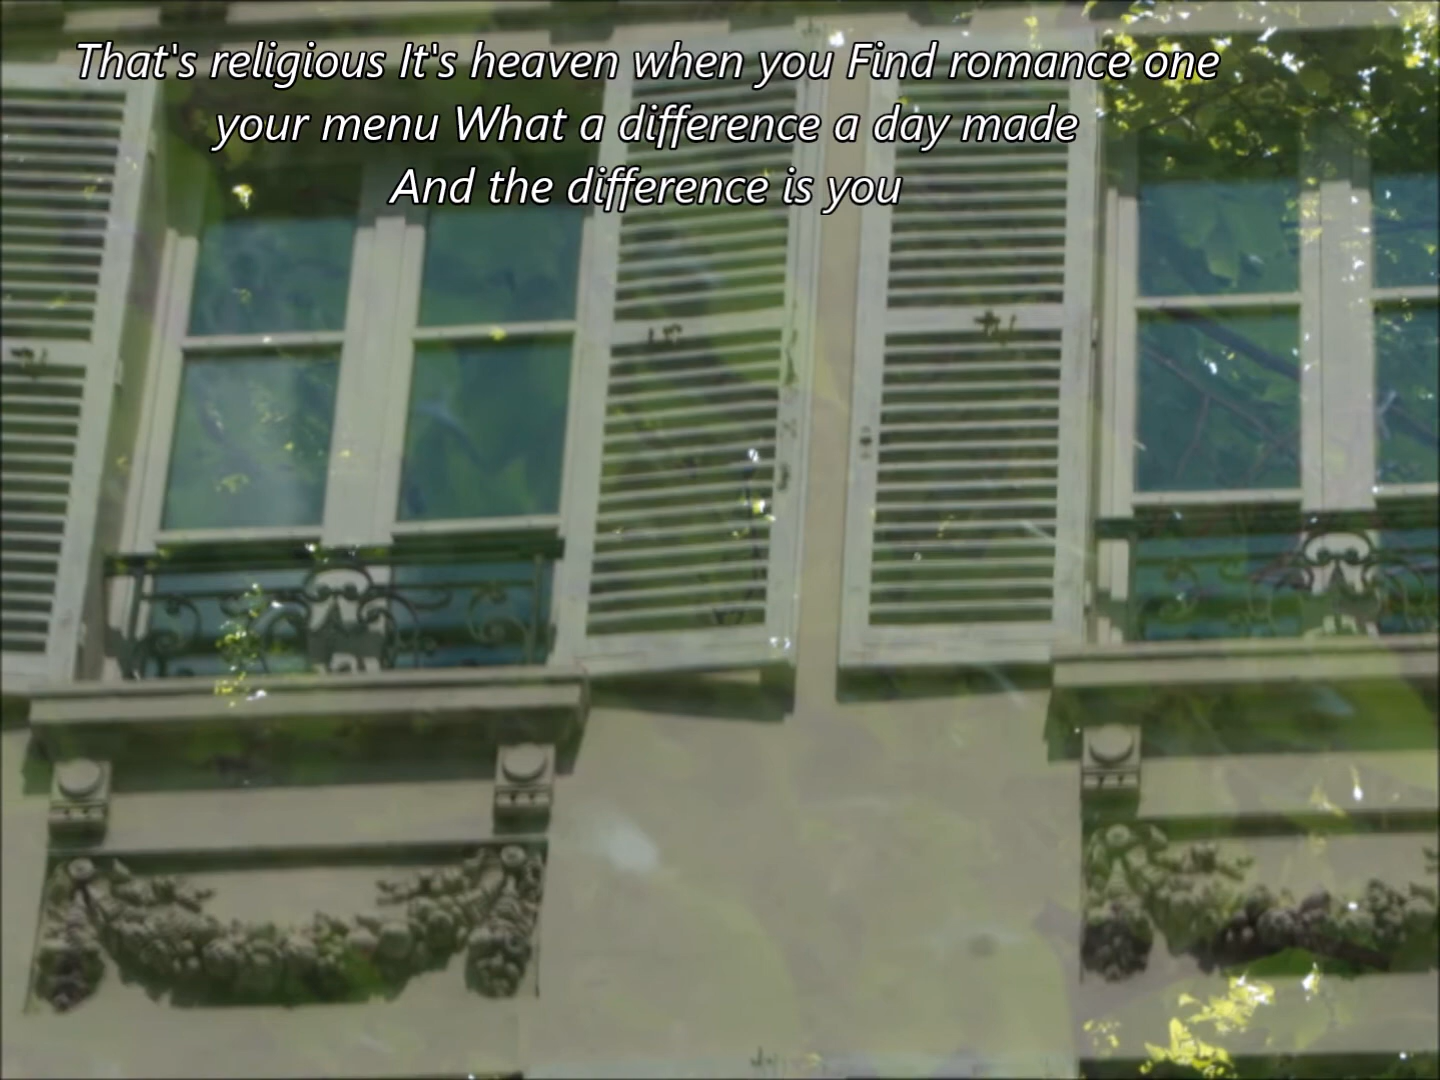 That's religious It's heaven when you Find romance one
your menu What a difference a day made
And the difference is you